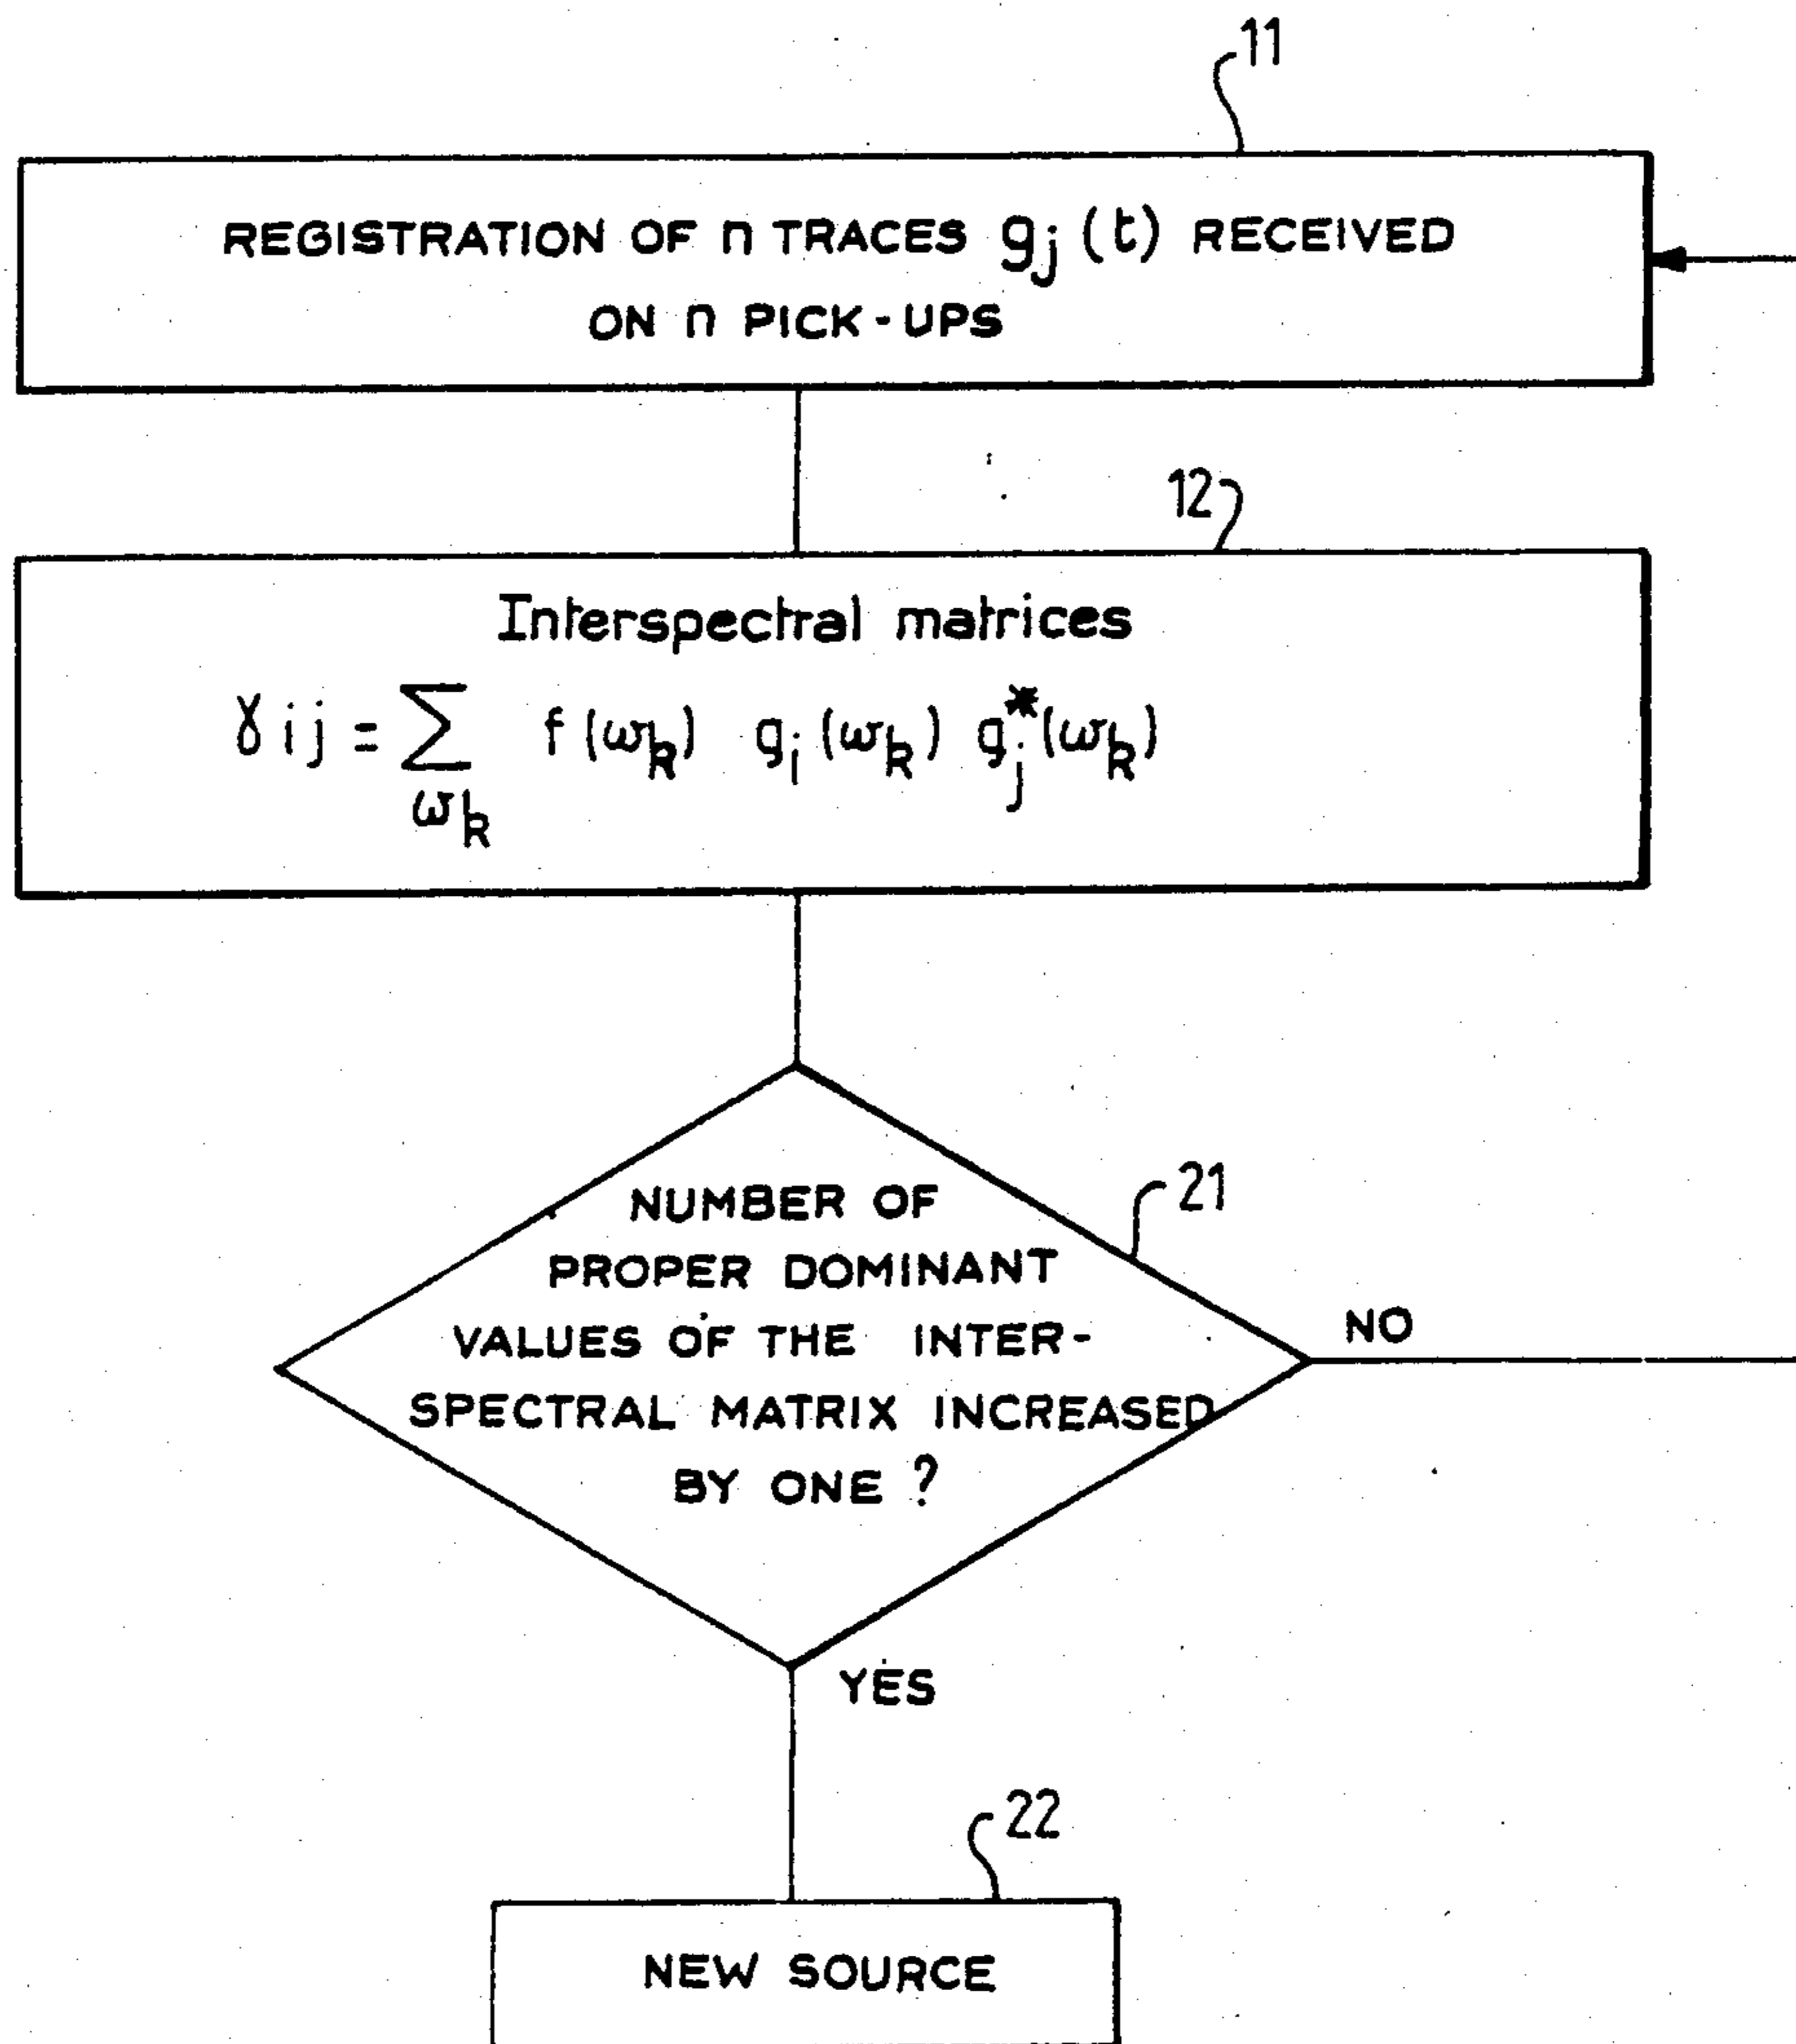 11
REGISTRATION OF n TRACES gj (t) RECEIVED
ON n PICK-UPS
12
Interspectral matrices
γij = ∑ f(ωk) gi(ωk) gj*(ωk)
ωk
21
NUMBER OF
PROPER DOMINANT
VALUES OF THE INTER-
SPECTRAL MATRIX INCREASED
BY ONE ?
NO
YES
22
NEW SOURCE